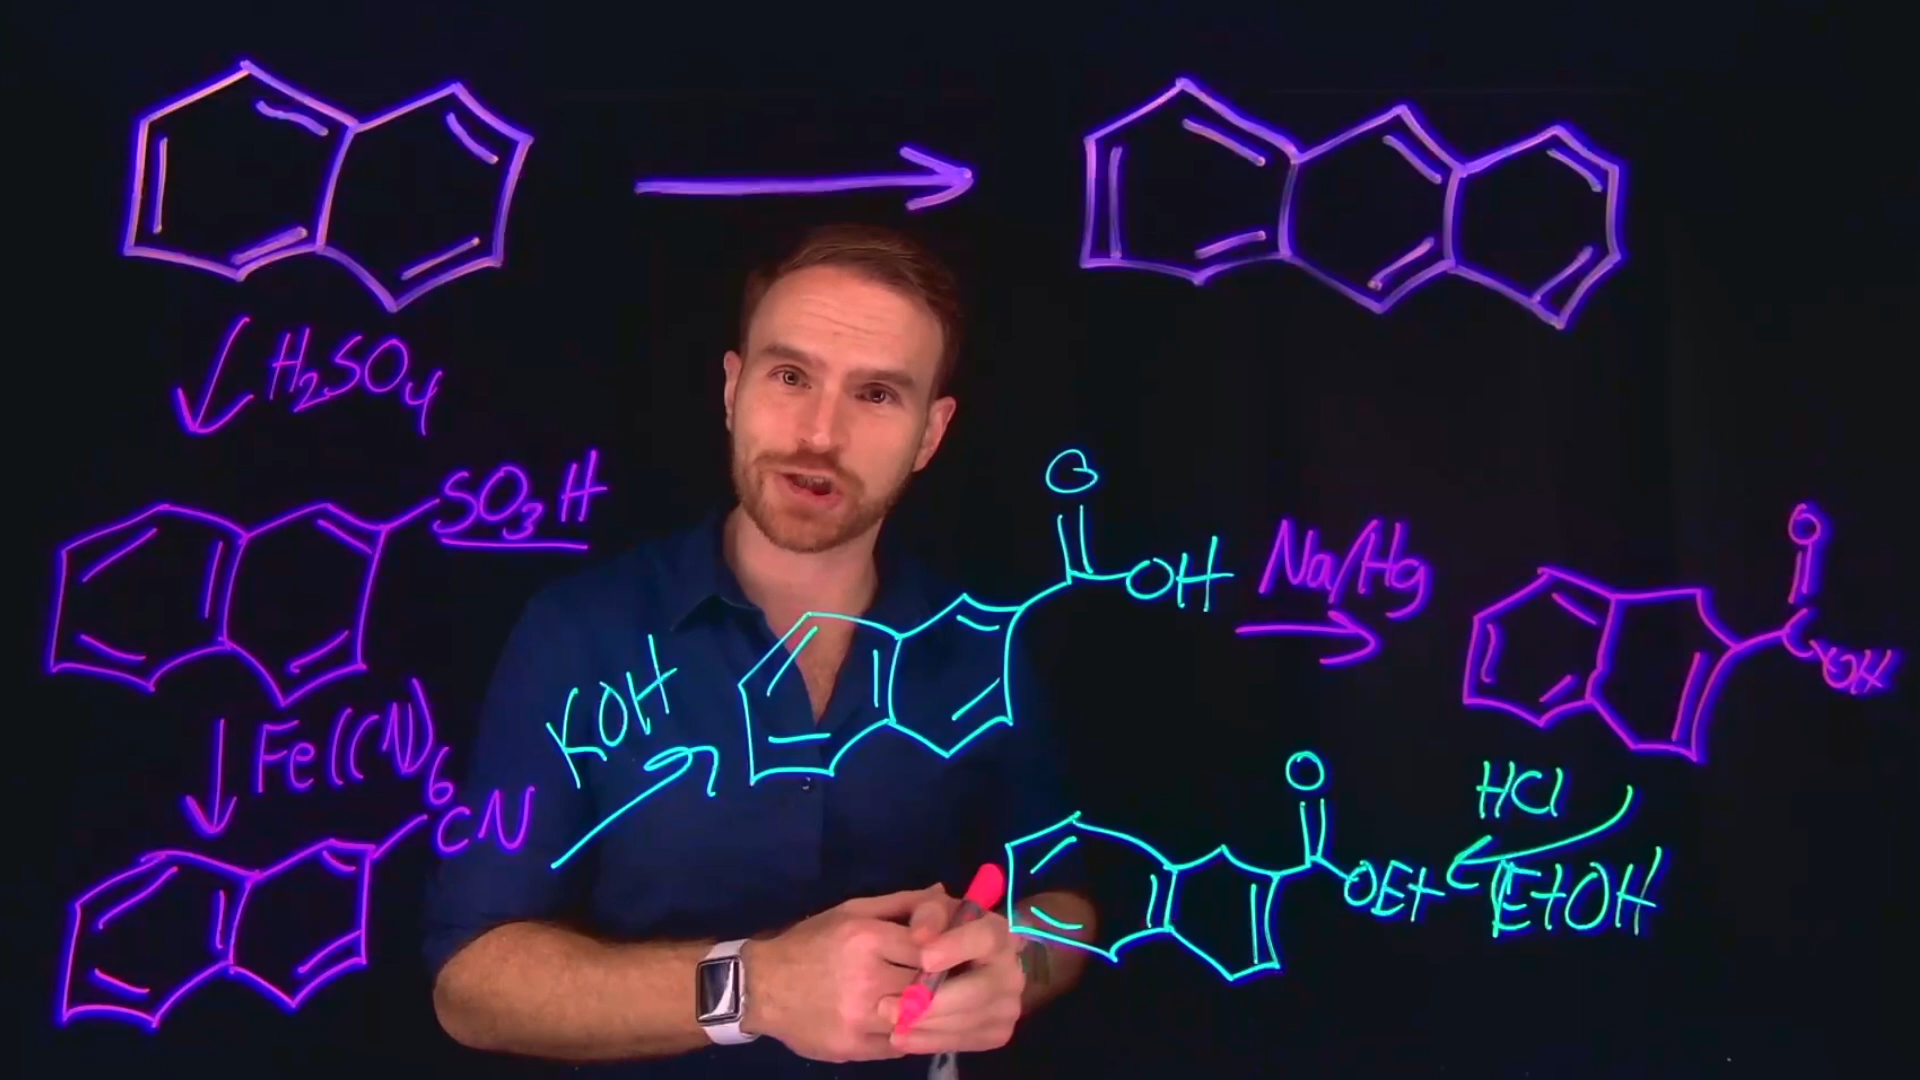 H₂SO₄
SO₃H
Fe(CN)₆
CN
KOH
O
OH
Na/Hg
O
OH
HCl
EtOH
O
OEt